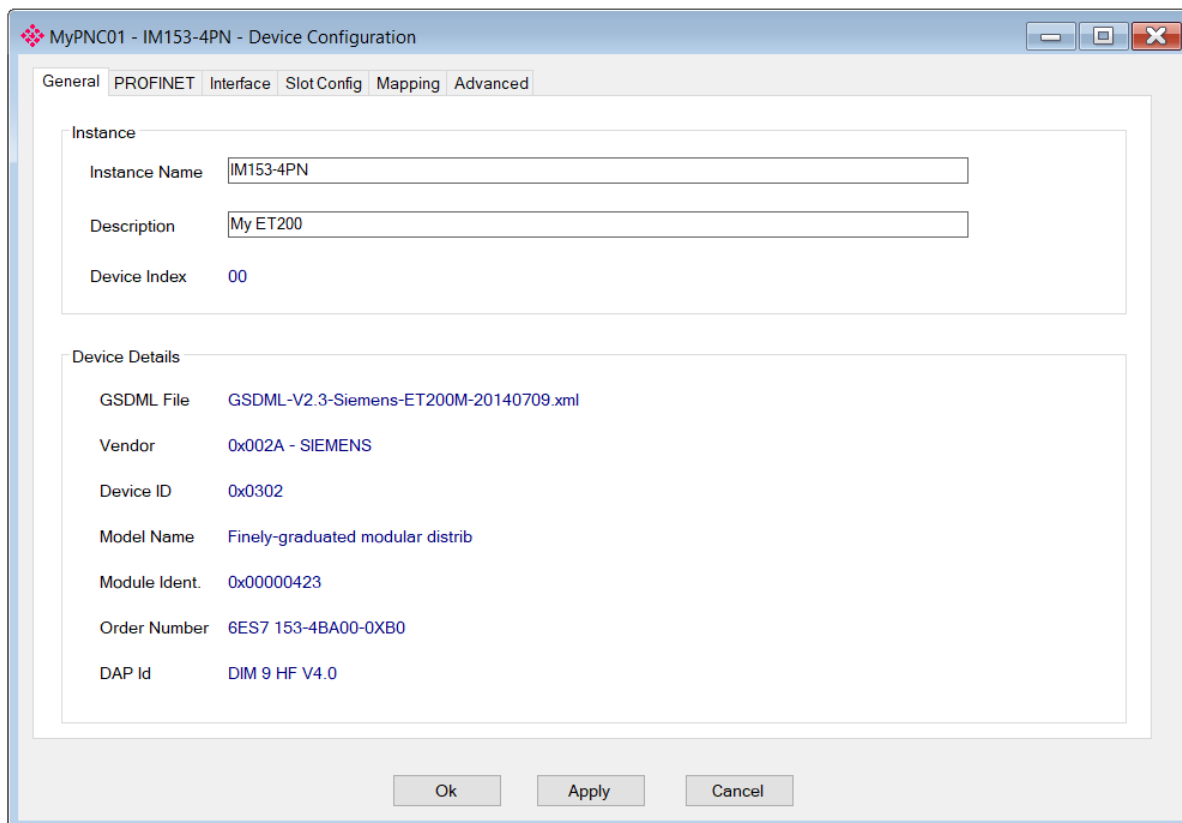 MyPNC01 - IM153-4PN - Device Configuration
General PROFINET Interface Slot Config Mapping Advanced
Instance
Instance Name IM153-4PN
Description My ET200
Device Index 00
Device Details
GSDML File GSDML-V2.3-Siemens-ET200M-20140709.xml
Vendor 0x002A - SIEMENS
Device ID 0x0302
Model Name Finely-graduated modular distrib
Module Ident. 0x00000423
Order Number 6ES7 153-4BA00-0XB0
DAP Id DIM 9 HF V4.0
Ok Apply Cancel